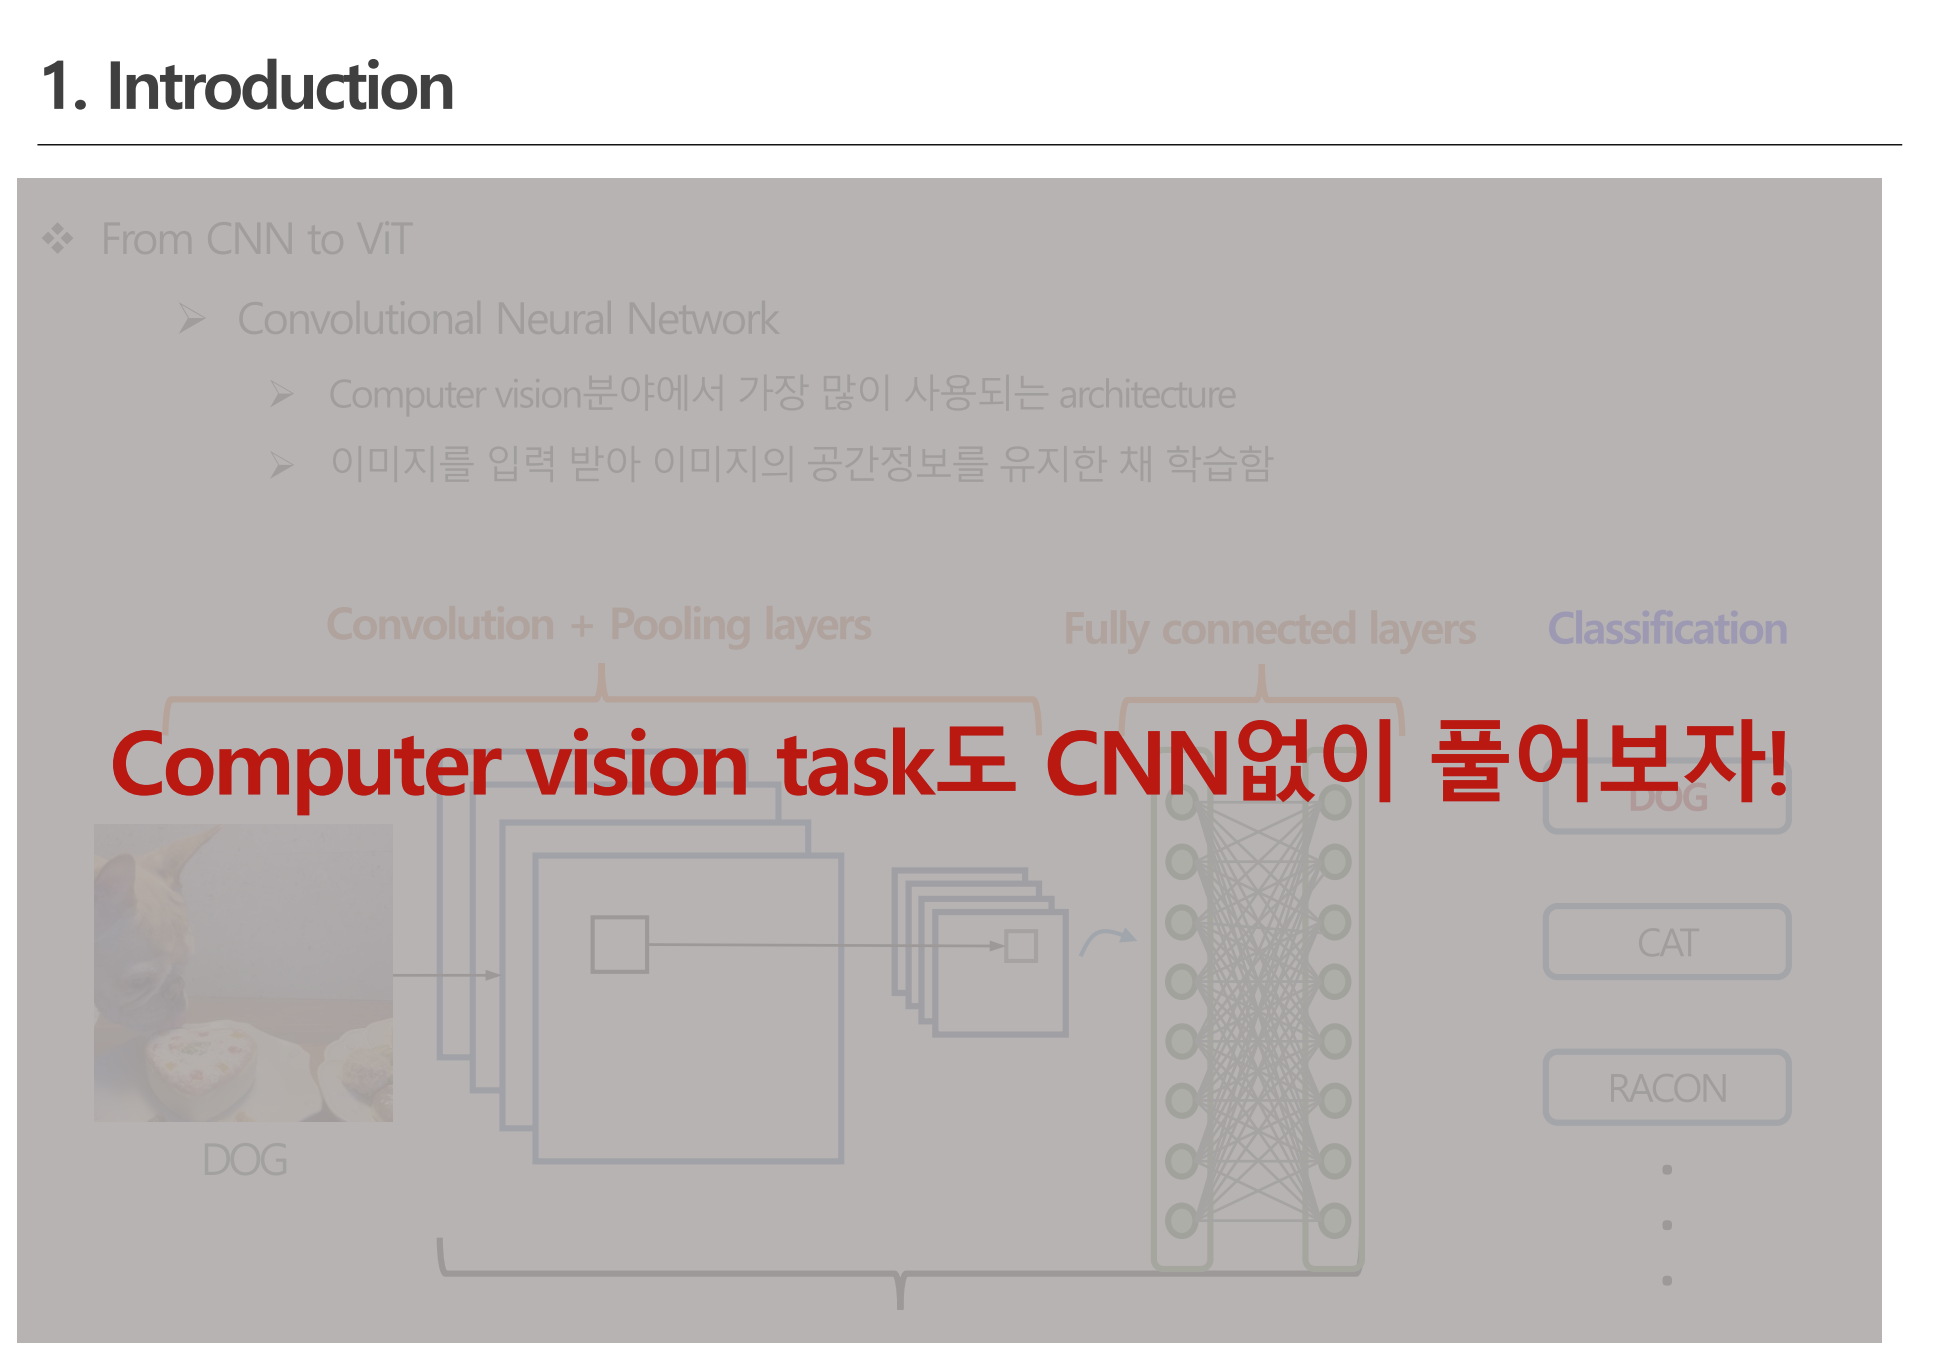 1. Introduction
From CNN to ViT
Convolutional Neural Network
Computer vision분야에서 가장 많이 사용되는 architecture
이미지를 입력 받아 이미지의 공간정보를 유지한 채 학습함
Convolution + Pooling layers
Fully connected layers
Classification
Computer vision task도 CNN없이 풀어보자!
DOG
CAT
RACON
DOG